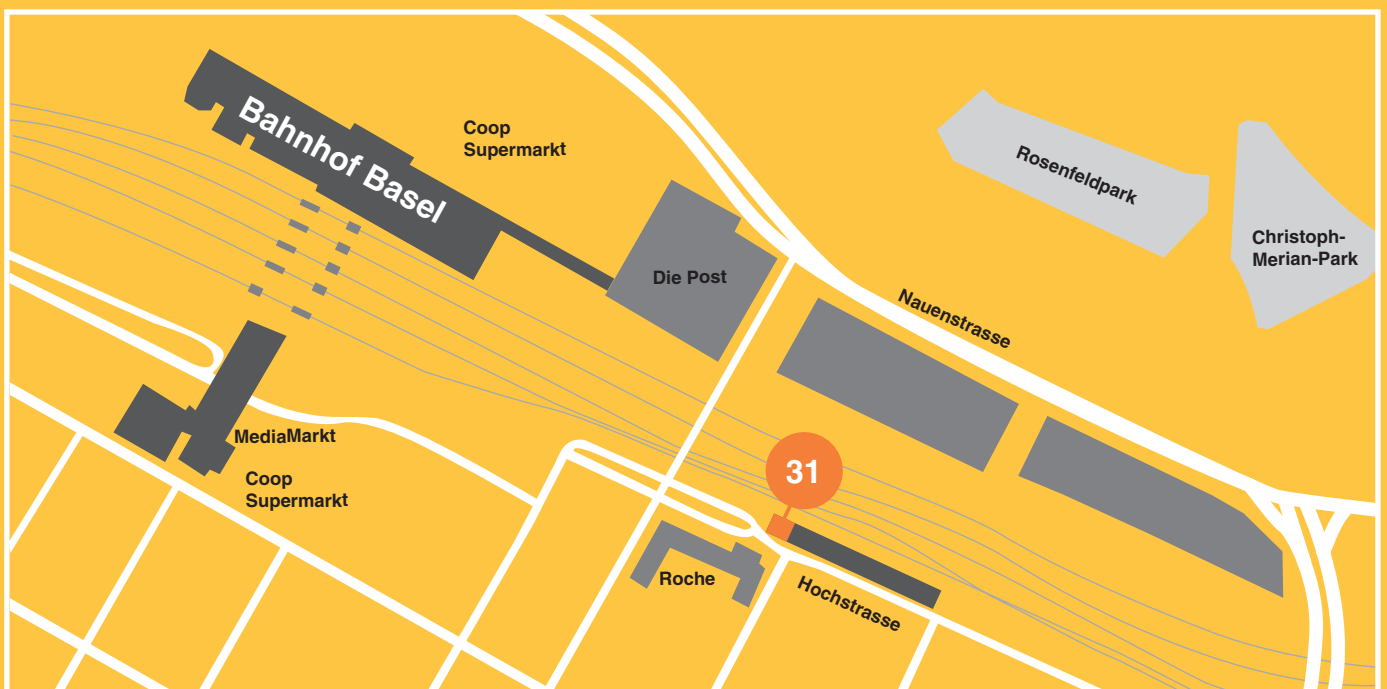 Bahnhof Basel
Coop
Supermarkt
Rosenfeldpark
Christoph-
Merian-Park
Die Post
Nauenstrasse
MediaMarkt
Coop
Supermarkt
31
Roche
Hochstrasse